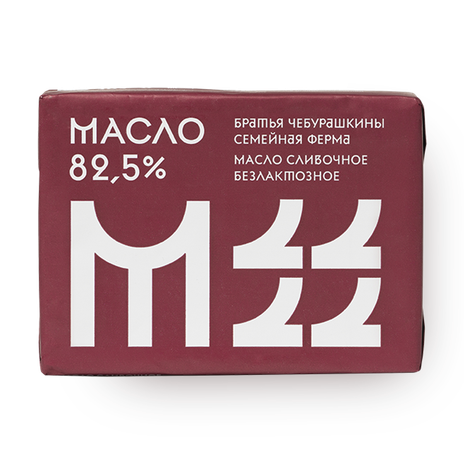 МАСЛО
82,5%
БРАТЬЯ ЧЕБУРАШКИНЫ
СЕМЕЙНАЯ ФЕРМА
МАСЛО СЛИВОЧНОЕ
БЕЗЛАКТОЗНОЕ
М